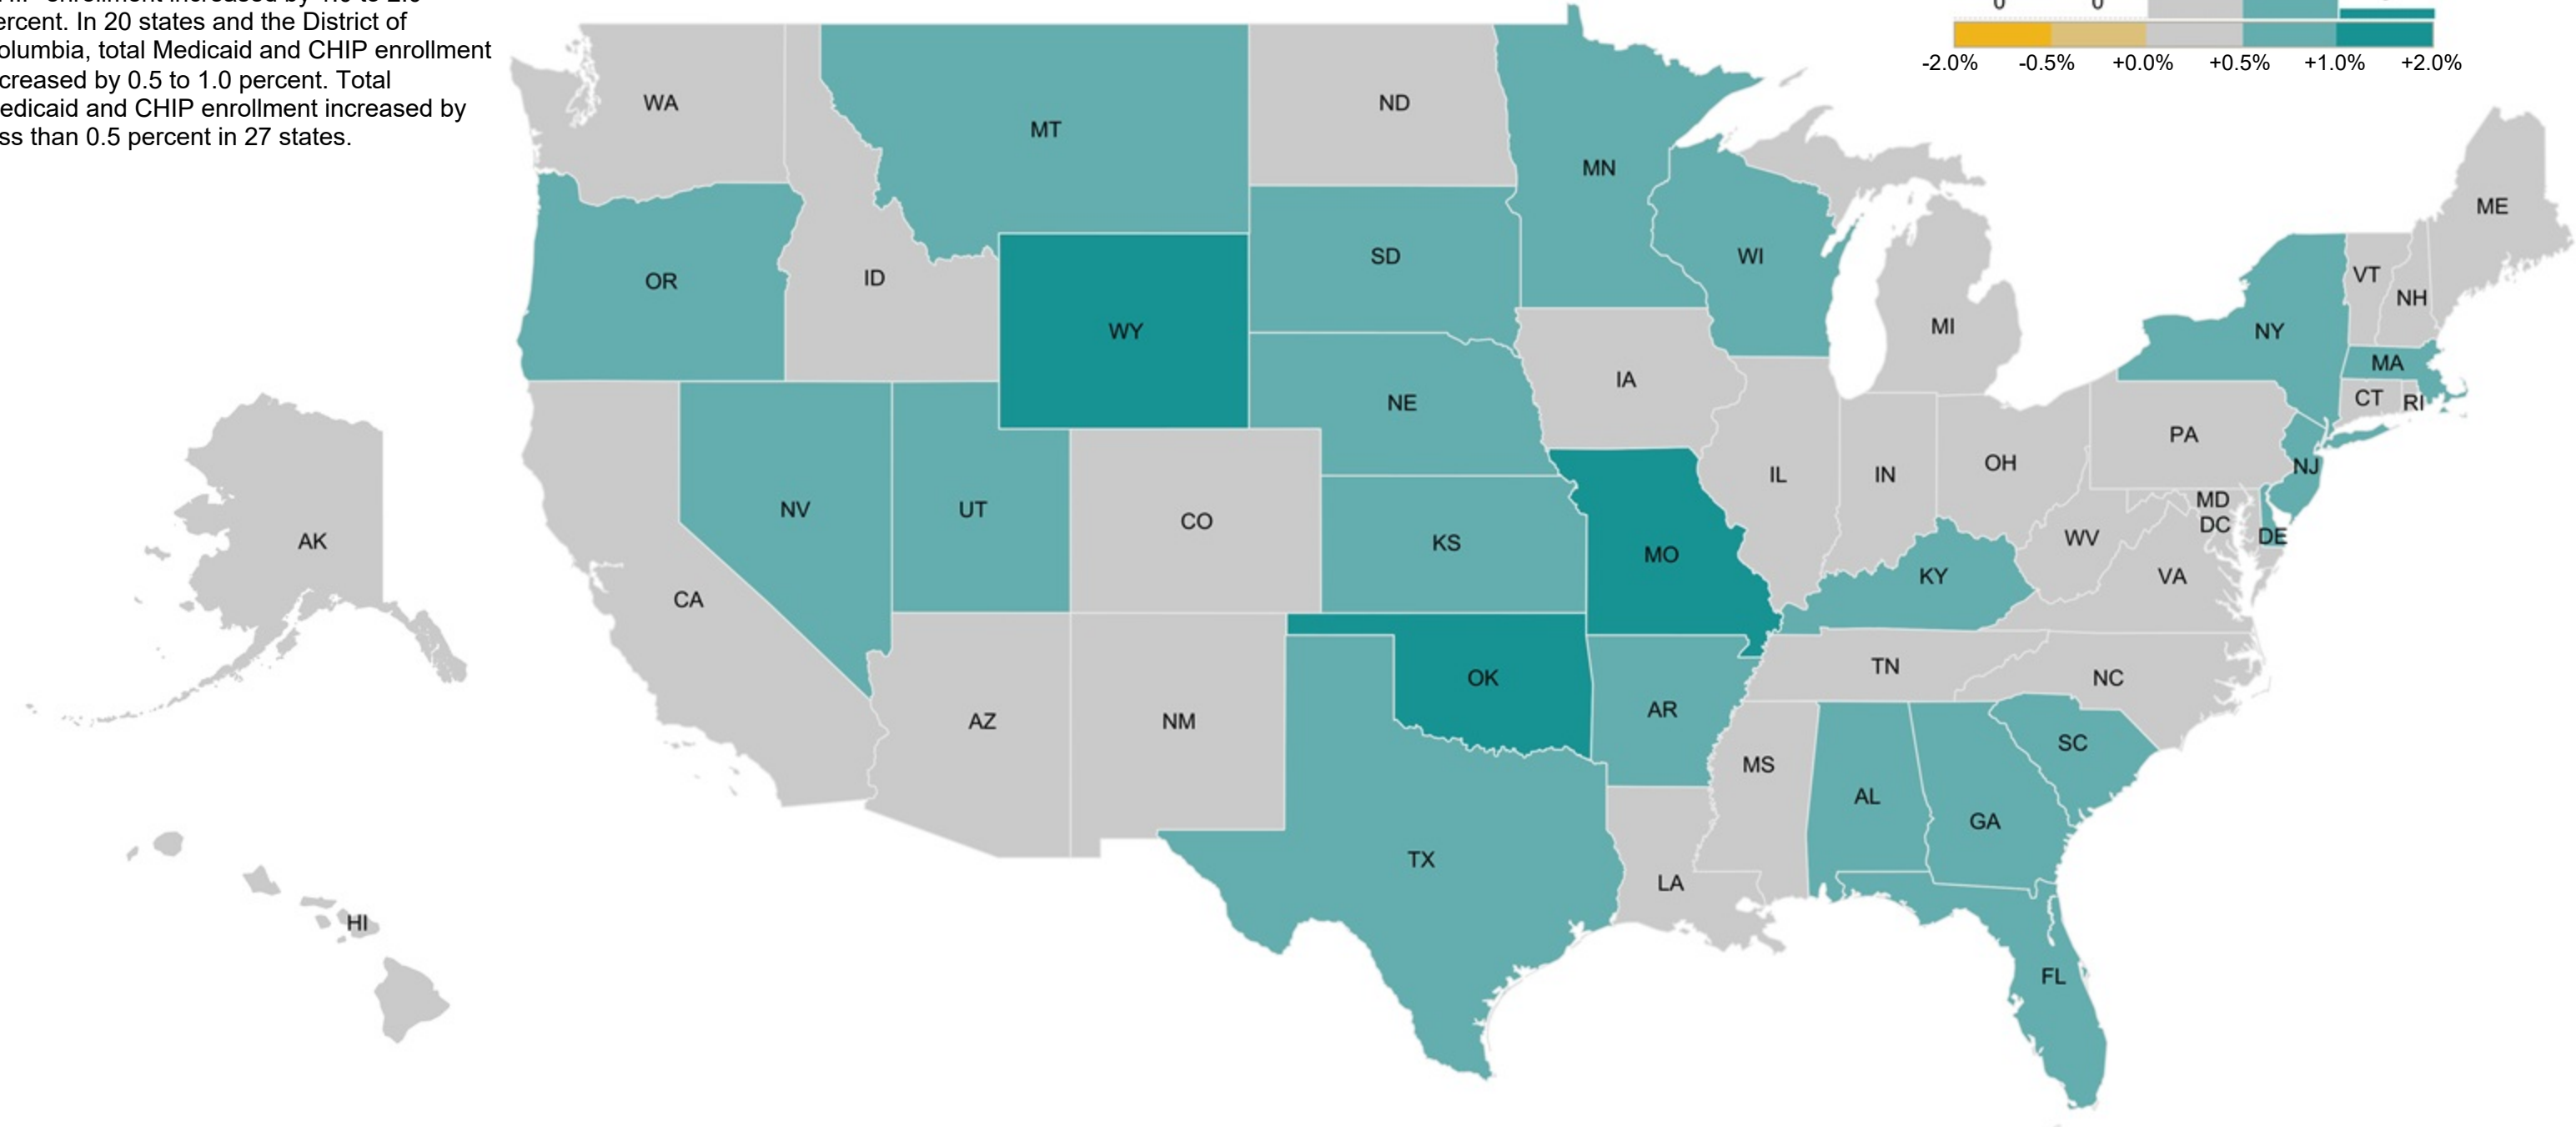 ercent. In 20 states and the District of
olumbia, total Medicaid and CHIP enrollment
creased by 0.5 to 1.0 percent. Total
edicaid and CHIP enrollment increased by
ss than 0.5 percent in 27 states.
0 0
-2.0% -0.5% +0.0% +0.5% +1.0% +2.0%
WA
MT
ND
MN
ME
OR
ID
WY
SD
WI
MI
VT
NH
NY
MA
CT
RI
NE
IA
PA
NJ
NV
UT
CO
KS
MO
IL
IN
OH
MD
DC
DE
WV
VA
KY
AK
CA
AZ
NM
OK
AR
TN
NC
SC
MS
AL
GA
TX
LA
FL
HI